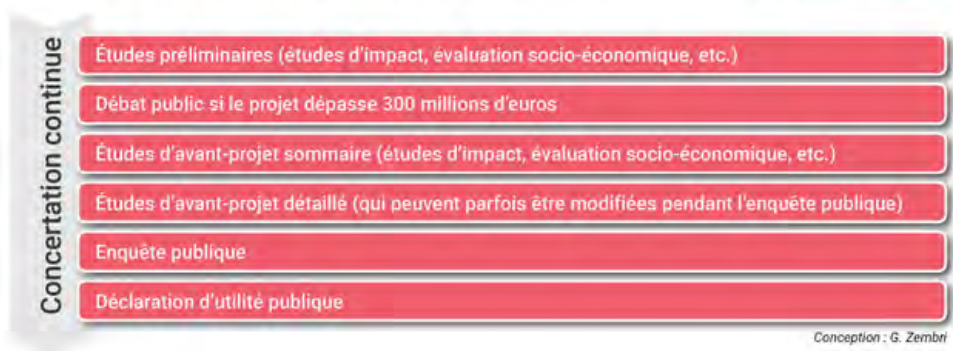 Concertation continue
Études préliminaires (études d'impact, évaluation socio-économique, etc.)
Débat public si le projet dépasse 300 millions d'euros
Études d'avant-projet sommaire (études d'impact, évaluation socio-économique, etc.)
Études d'avant-projet détaillé (qui peuvent parfois être modifiées pendant l'enquête publique)
Enquête publique
Déclaration d'utilité publique
Conception : G. Zembri